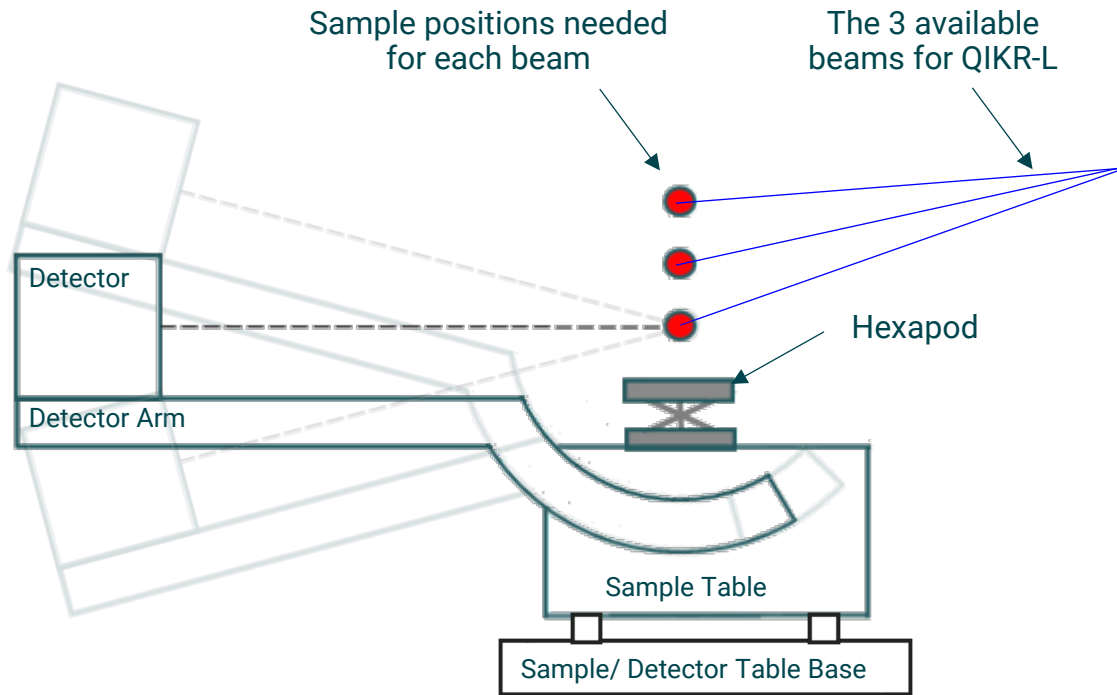 Sample positions needed
for each beam
The 3 available
beams for QIKR-L
Detector
Hexapod
Detector Arm
Sample Table
Sample/ Detector Table Base